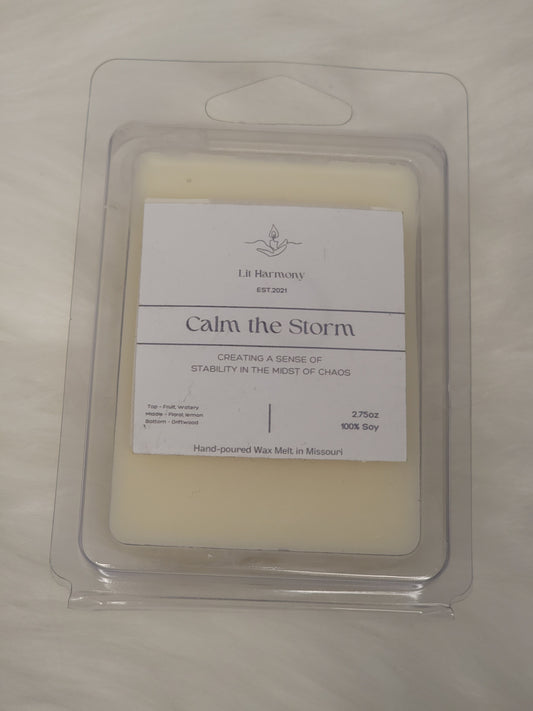 Lit Harmony
EST.2021
Calm the Storm
CREATING A SENSE OF
STABILITY IN THE MIDST OF CHAOS
Top - Fruit, Watery
Middle - Floral, lemon
Bottom - Driftwood
2.75oz
100% Soy
Hand-poured Wax Melt in Missouri